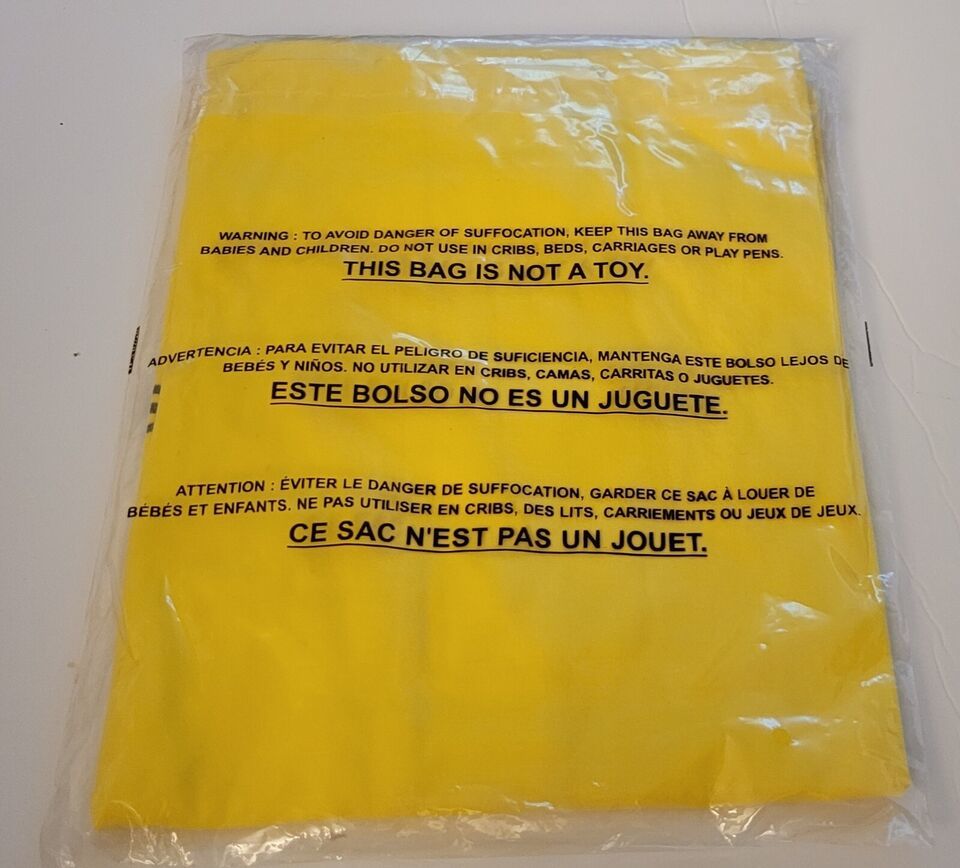 WARNING : TO AVOID DANGER OF SUFFOCATION, KEEP THIS BAG AWAY FROM
BABIES AND CHILDREN. DO NOT USE IN CRIBS, BEDS, CARRIAGES OR PLAY PENS.
THIS BAG IS NOT A TOY.
ADVERTENCIA : PARA EVITAR EL PELIGRO DE SUFICIENCIA, MANTENGA ESTE BOLSO LEJOS DE
BEBÉS Y NIÑOS. NO UTILIZAR EN CRIBS, CAMAS, CARRITAS O JUGUETES.
ESTE BOLSO NO ES UN JUGUETE.
ATTENTION : ÉVITER LE DANGER DE SUFFOCATION, GARDER CE SAC À LOUER DE
BÉBÉS ET ENFANTS. NE PAS UTILISER EN CRIBS, DES LITS, CARRIEMENTS OU JEUX DE JEUX.
CE SAC N'EST PAS UN JOUET.